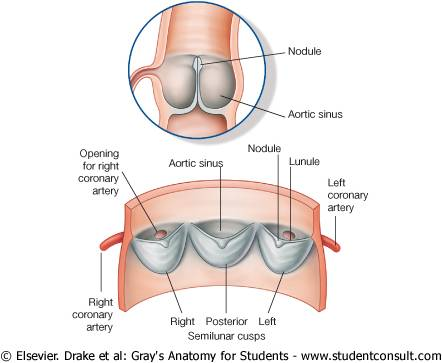 Nodule
Aortic sinus
Opening
for right
coronary
artery
Aortic sinus
Nodule
Lunule
Left
coronary
artery
Right
coronary
artery
Right
Posterior
Left
Semilunar cusps
© Elsevier. Drake et al: Gray's Anatomy for Students - www.studentconsult.com